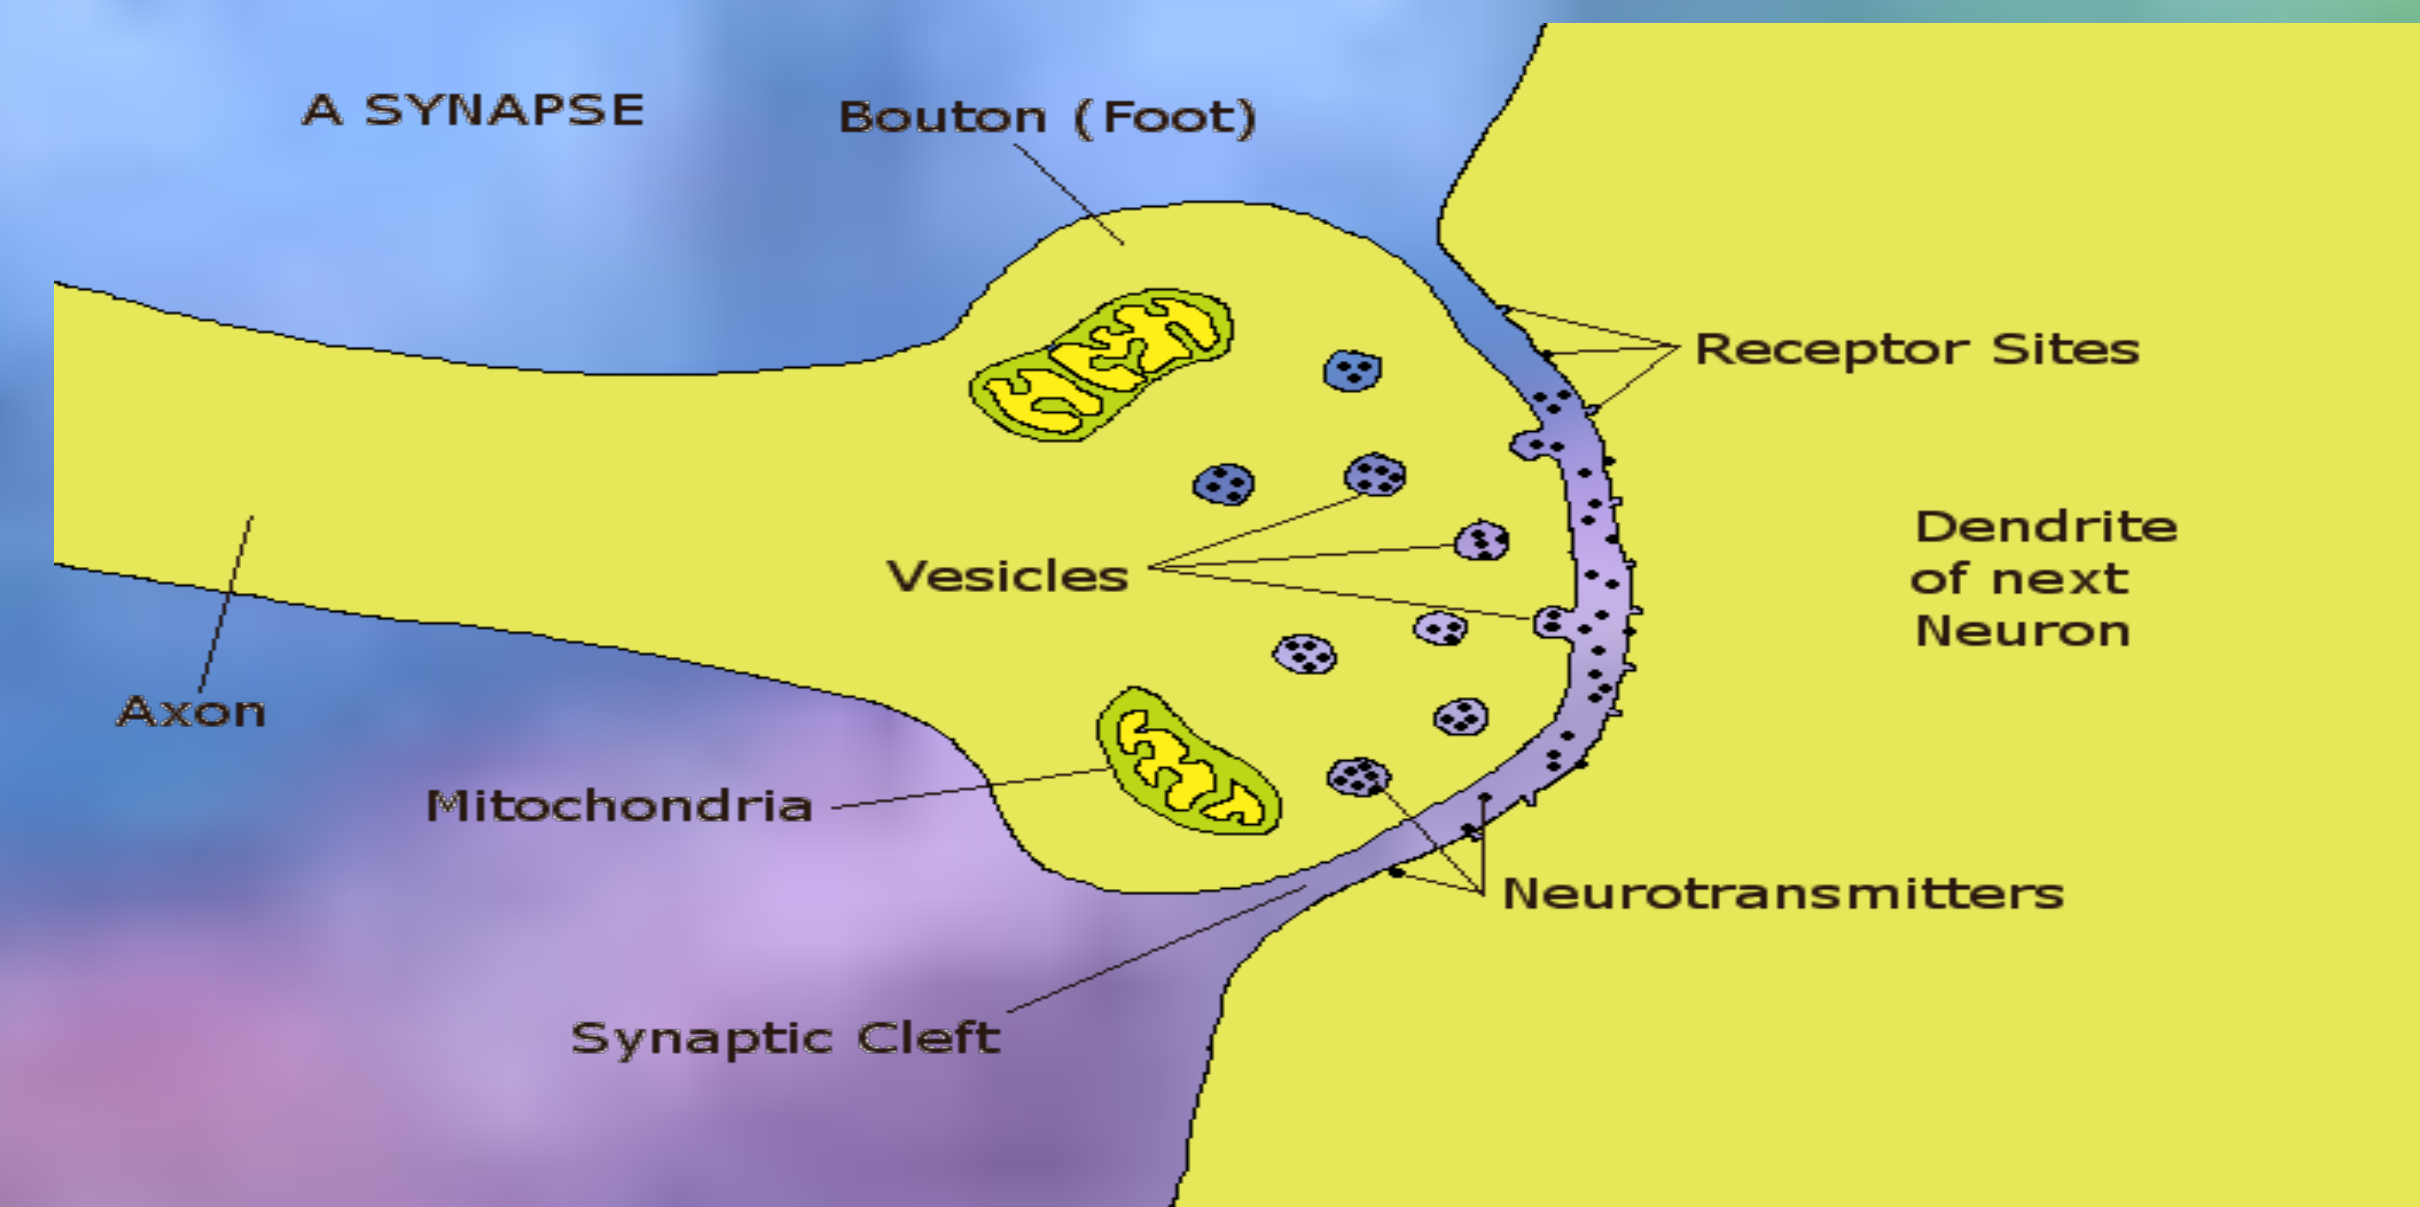 A SYNAPSE
Bouton (Foot)
Receptor Sites
Dendrite
of next
Neuron
Vesicles
Axon
Mitochondria
Neurotransmitters
Synaptic Cleft